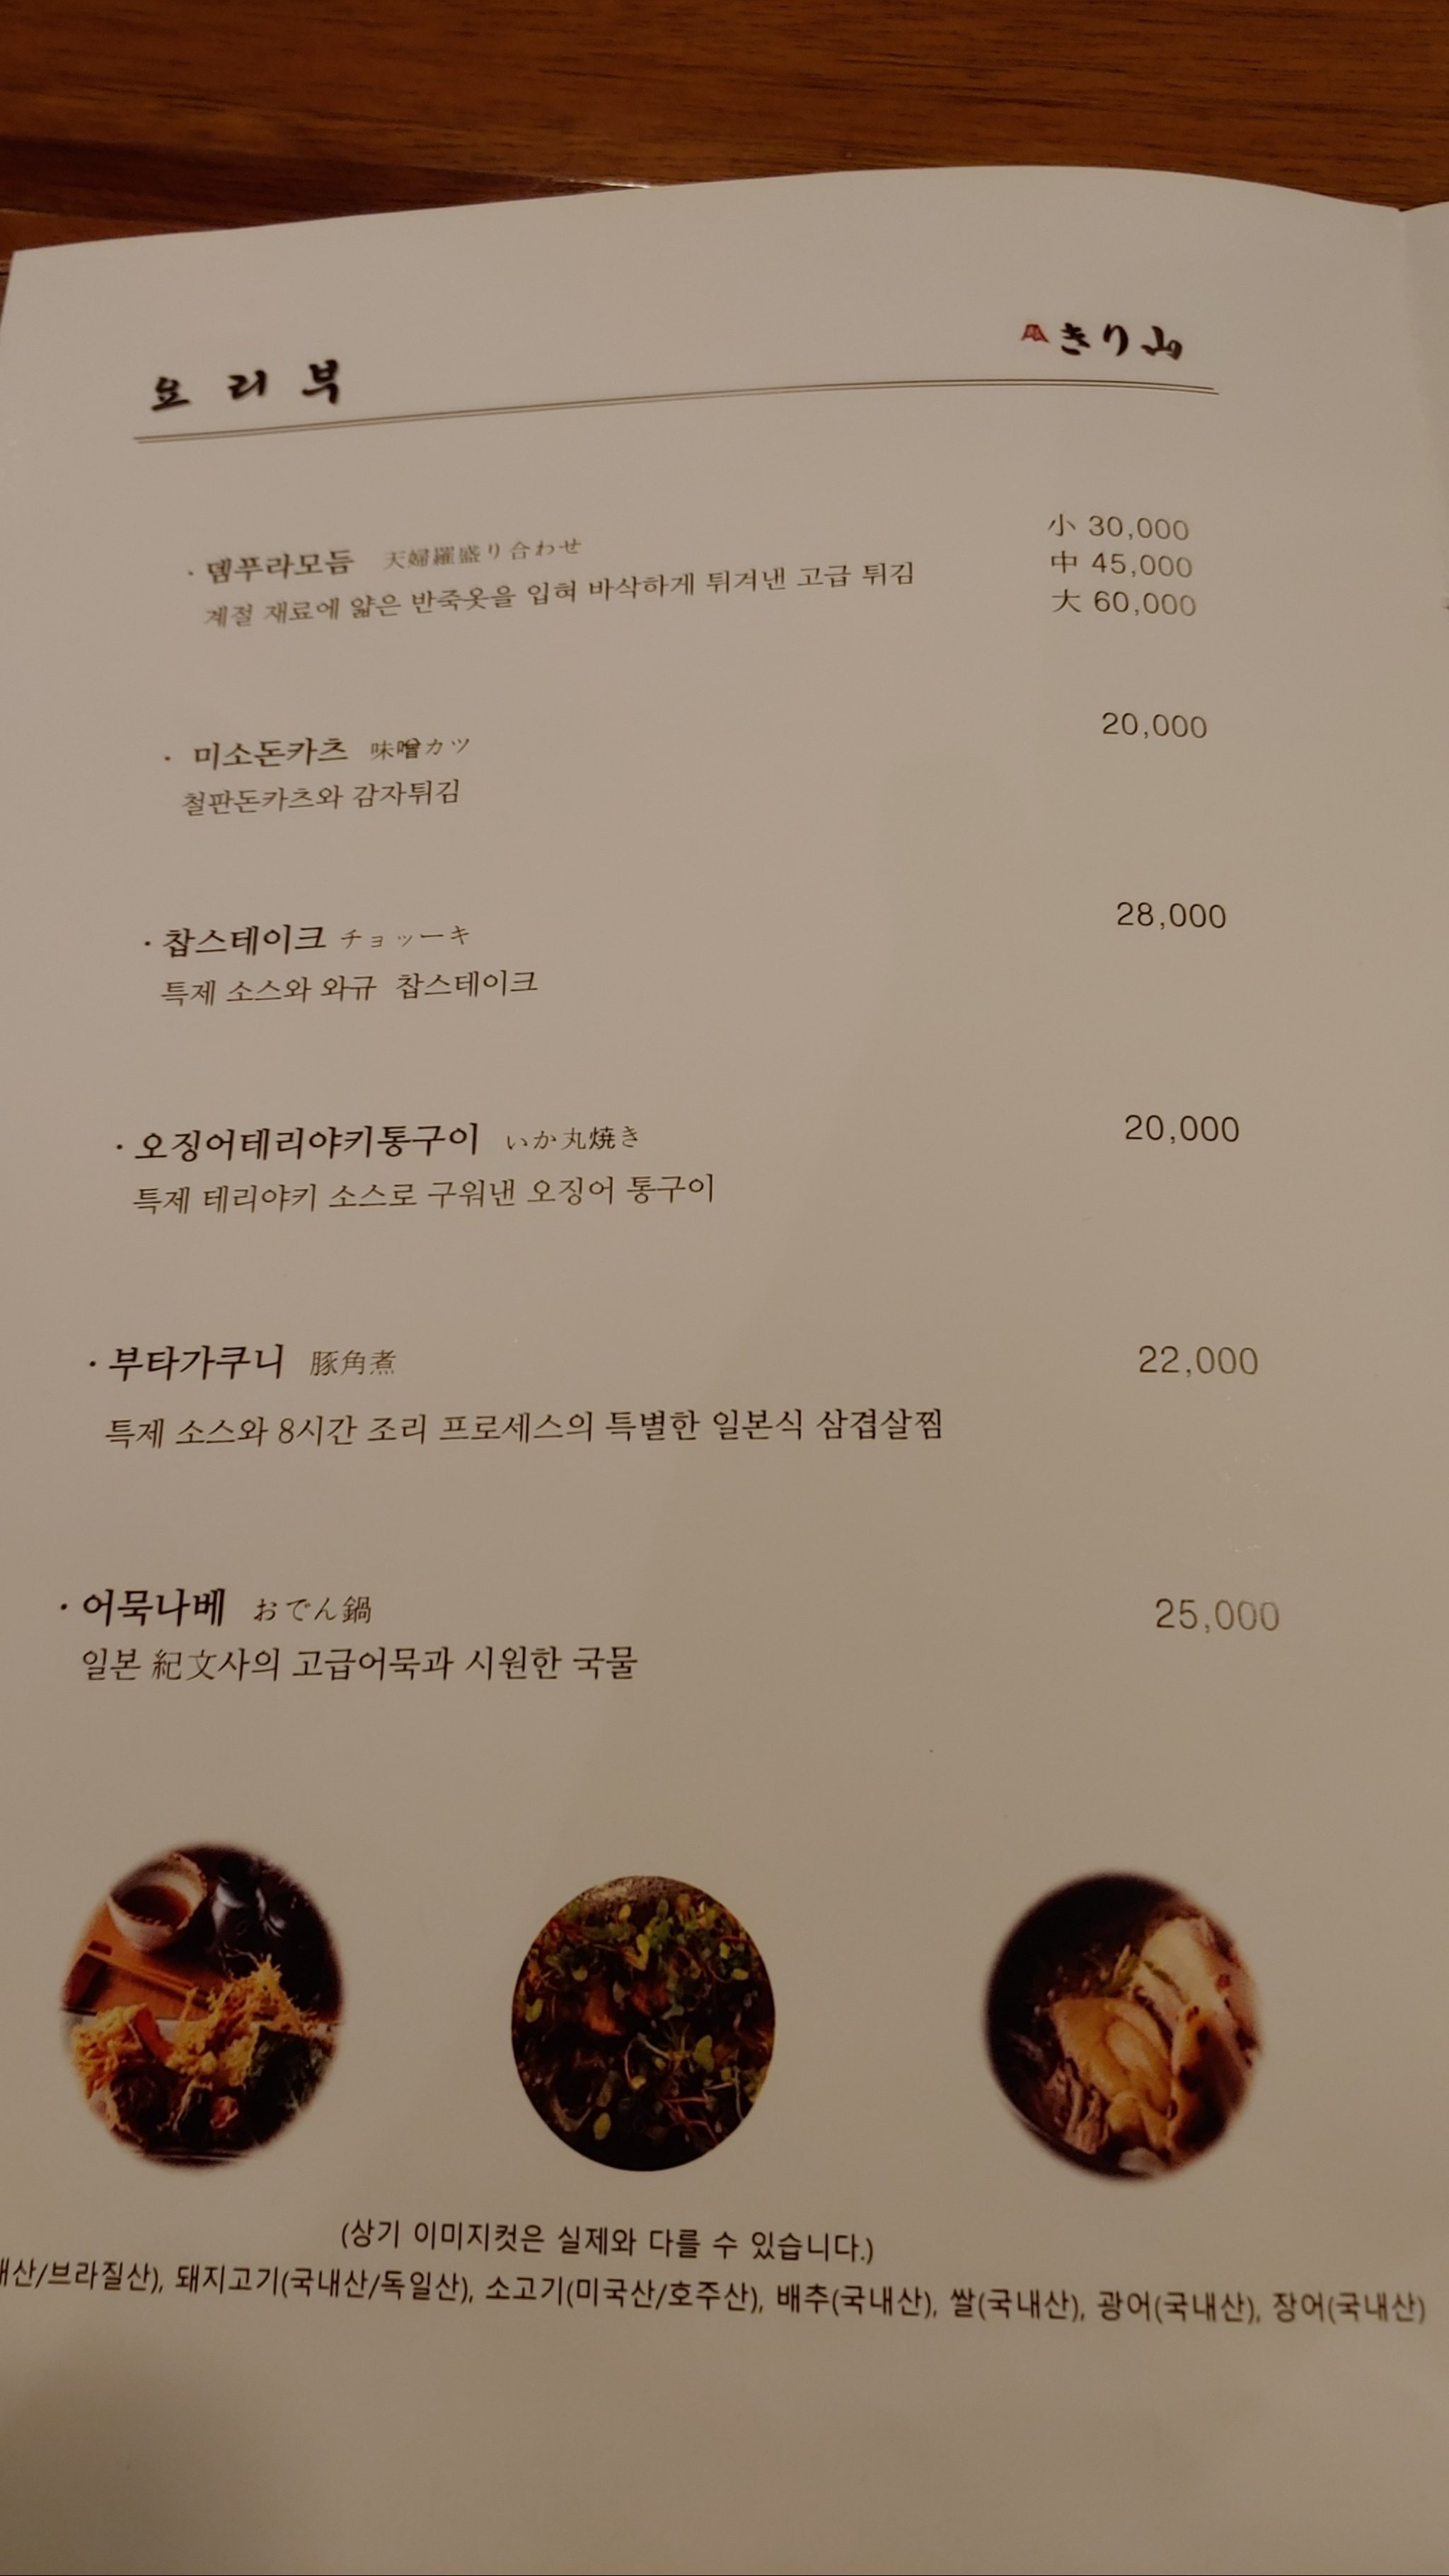 요 리 부
きり山
· 뎀푸라모듬 天婦羅盛り合わせ
小 30,000
계절 재료에 얇은 반죽옷을 입혀 바삭하게 튀겨낸 고급 튀김
中 45,000
大 60,000
· 미소돈카츠 味噌カツ
20,000
철판돈카츠와 감자튀김
· 찹스테이크 チョッーキ
28,000
특제 소스와 와규 찹스테이크
· 오징어테리야키통구이 いか丸焼き
20,000
특제 테리야키 소스로 구워낸 오징어 통구이
· 부타가쿠니 豚角煮
22,000
특제 소스와 8시간 조리 프로세스의 특별한 일본식 삼겹살찜
· 어묵나베 おでん鍋
25,000
일본 紀文사의 고급어묵과 시원한 국물
(상기 이미지컷은 실제와 다를 수 있습니다.)
내산/브라질산), 돼지고기(국내산/독일산), 소고기(미국산/호주산), 배추(국내산), 쌀(국내산), 광어(국내산), 장어(국내산)